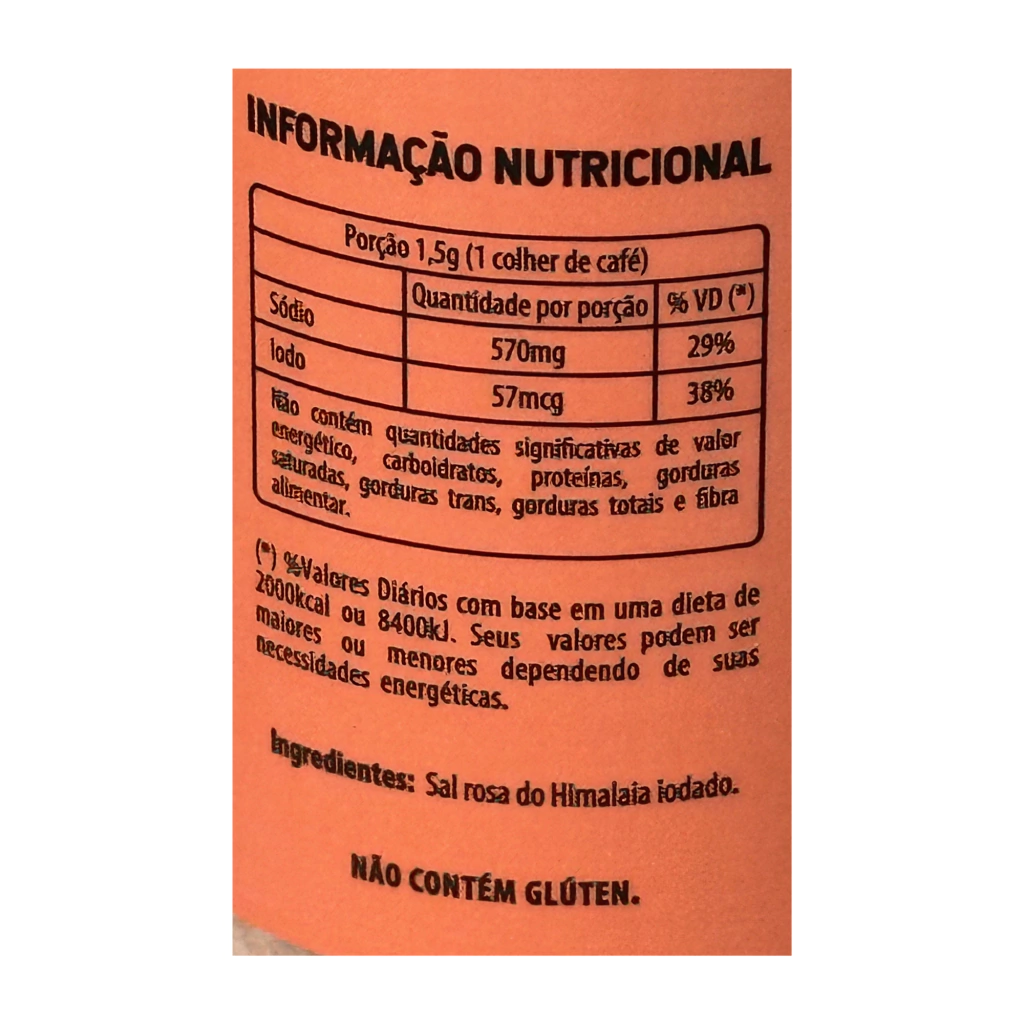 INFORMAÇÃO NUTRICIONAL
Porção 1,5g (1 colher de café)
Quantidade por porção % VD (*)
Sódio 570mg 29%
Iodo 57mcg 38%
Não contém quantidades significativas de valor
energético, carboidratos, proteínas, gorduras
saturadas, gorduras trans, gorduras totais e fibra
alimentar.
(*) %Valores Diários com base em uma dieta de
2000kcal ou 8400kJ. Seus valores podem ser
maiores ou menores dependendo de suas
necessidades energéticas.
Ingredientes: Sal rosa do Himalaia iodado.
NÃO CONTÉM GLÚTEN.